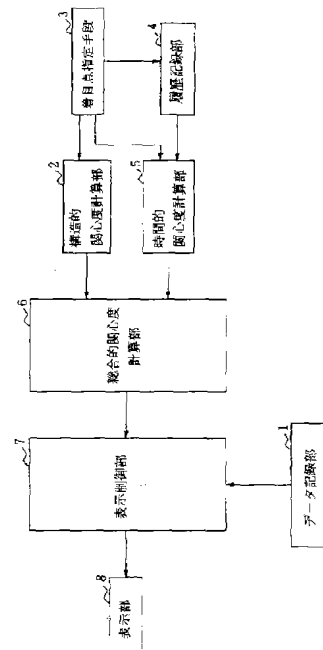 3
着目点指定手段
4
履歴記録部
2
構造的
関心度計算部
5
時間的
関心度計算部
6
総合的関心度
計算部
7
表示制御部
1
データ記録部
8
表示部